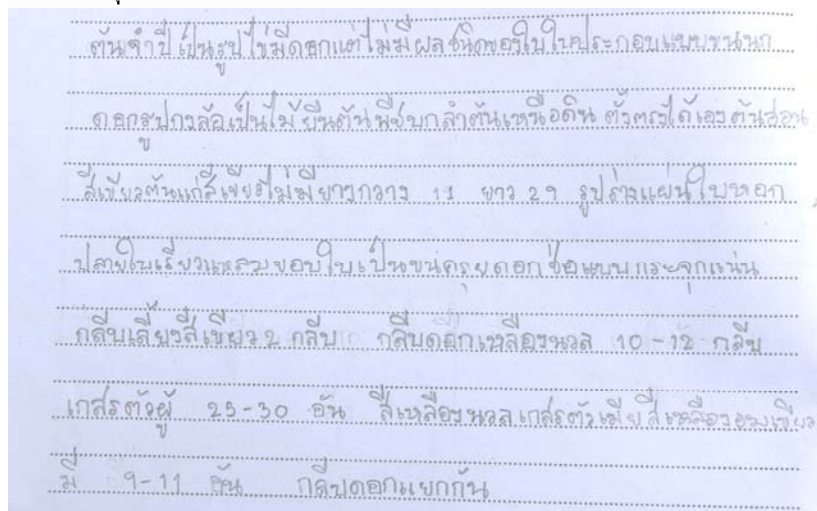 ต้นจำปี เป็นรูปไข่มีดอกแต่ไม่มีผลชนิดของใบใบประกอบแบบขนนก
ดอกรูปกงล้อเป็นไม้ยืนต้นพืชบกลำต้นเหนือดิน ตั้งตรงได้เองต้นอ่อน
สีเขียวต้นแก่สีเขียวไม่มียางกวาง 11 ยาว 29 รูปร่างแผ่นใบหอก
ปลายใบเรียวแหลมขอบใบเป็นขนครุยดอกช่อแบบกระจุกแน่น
กลีบเลี้ยงสีเขียว 2 กลีบ กลีบดอกเหลืองนวล 10-12 กลีบ
เกสรตัวผู้ 25-30 อัน สีเหลืองนวลเกสรตัวเมียสีเหลืองอมเขียว
มี 9-11 อัน กลีบดอกแยกกัน